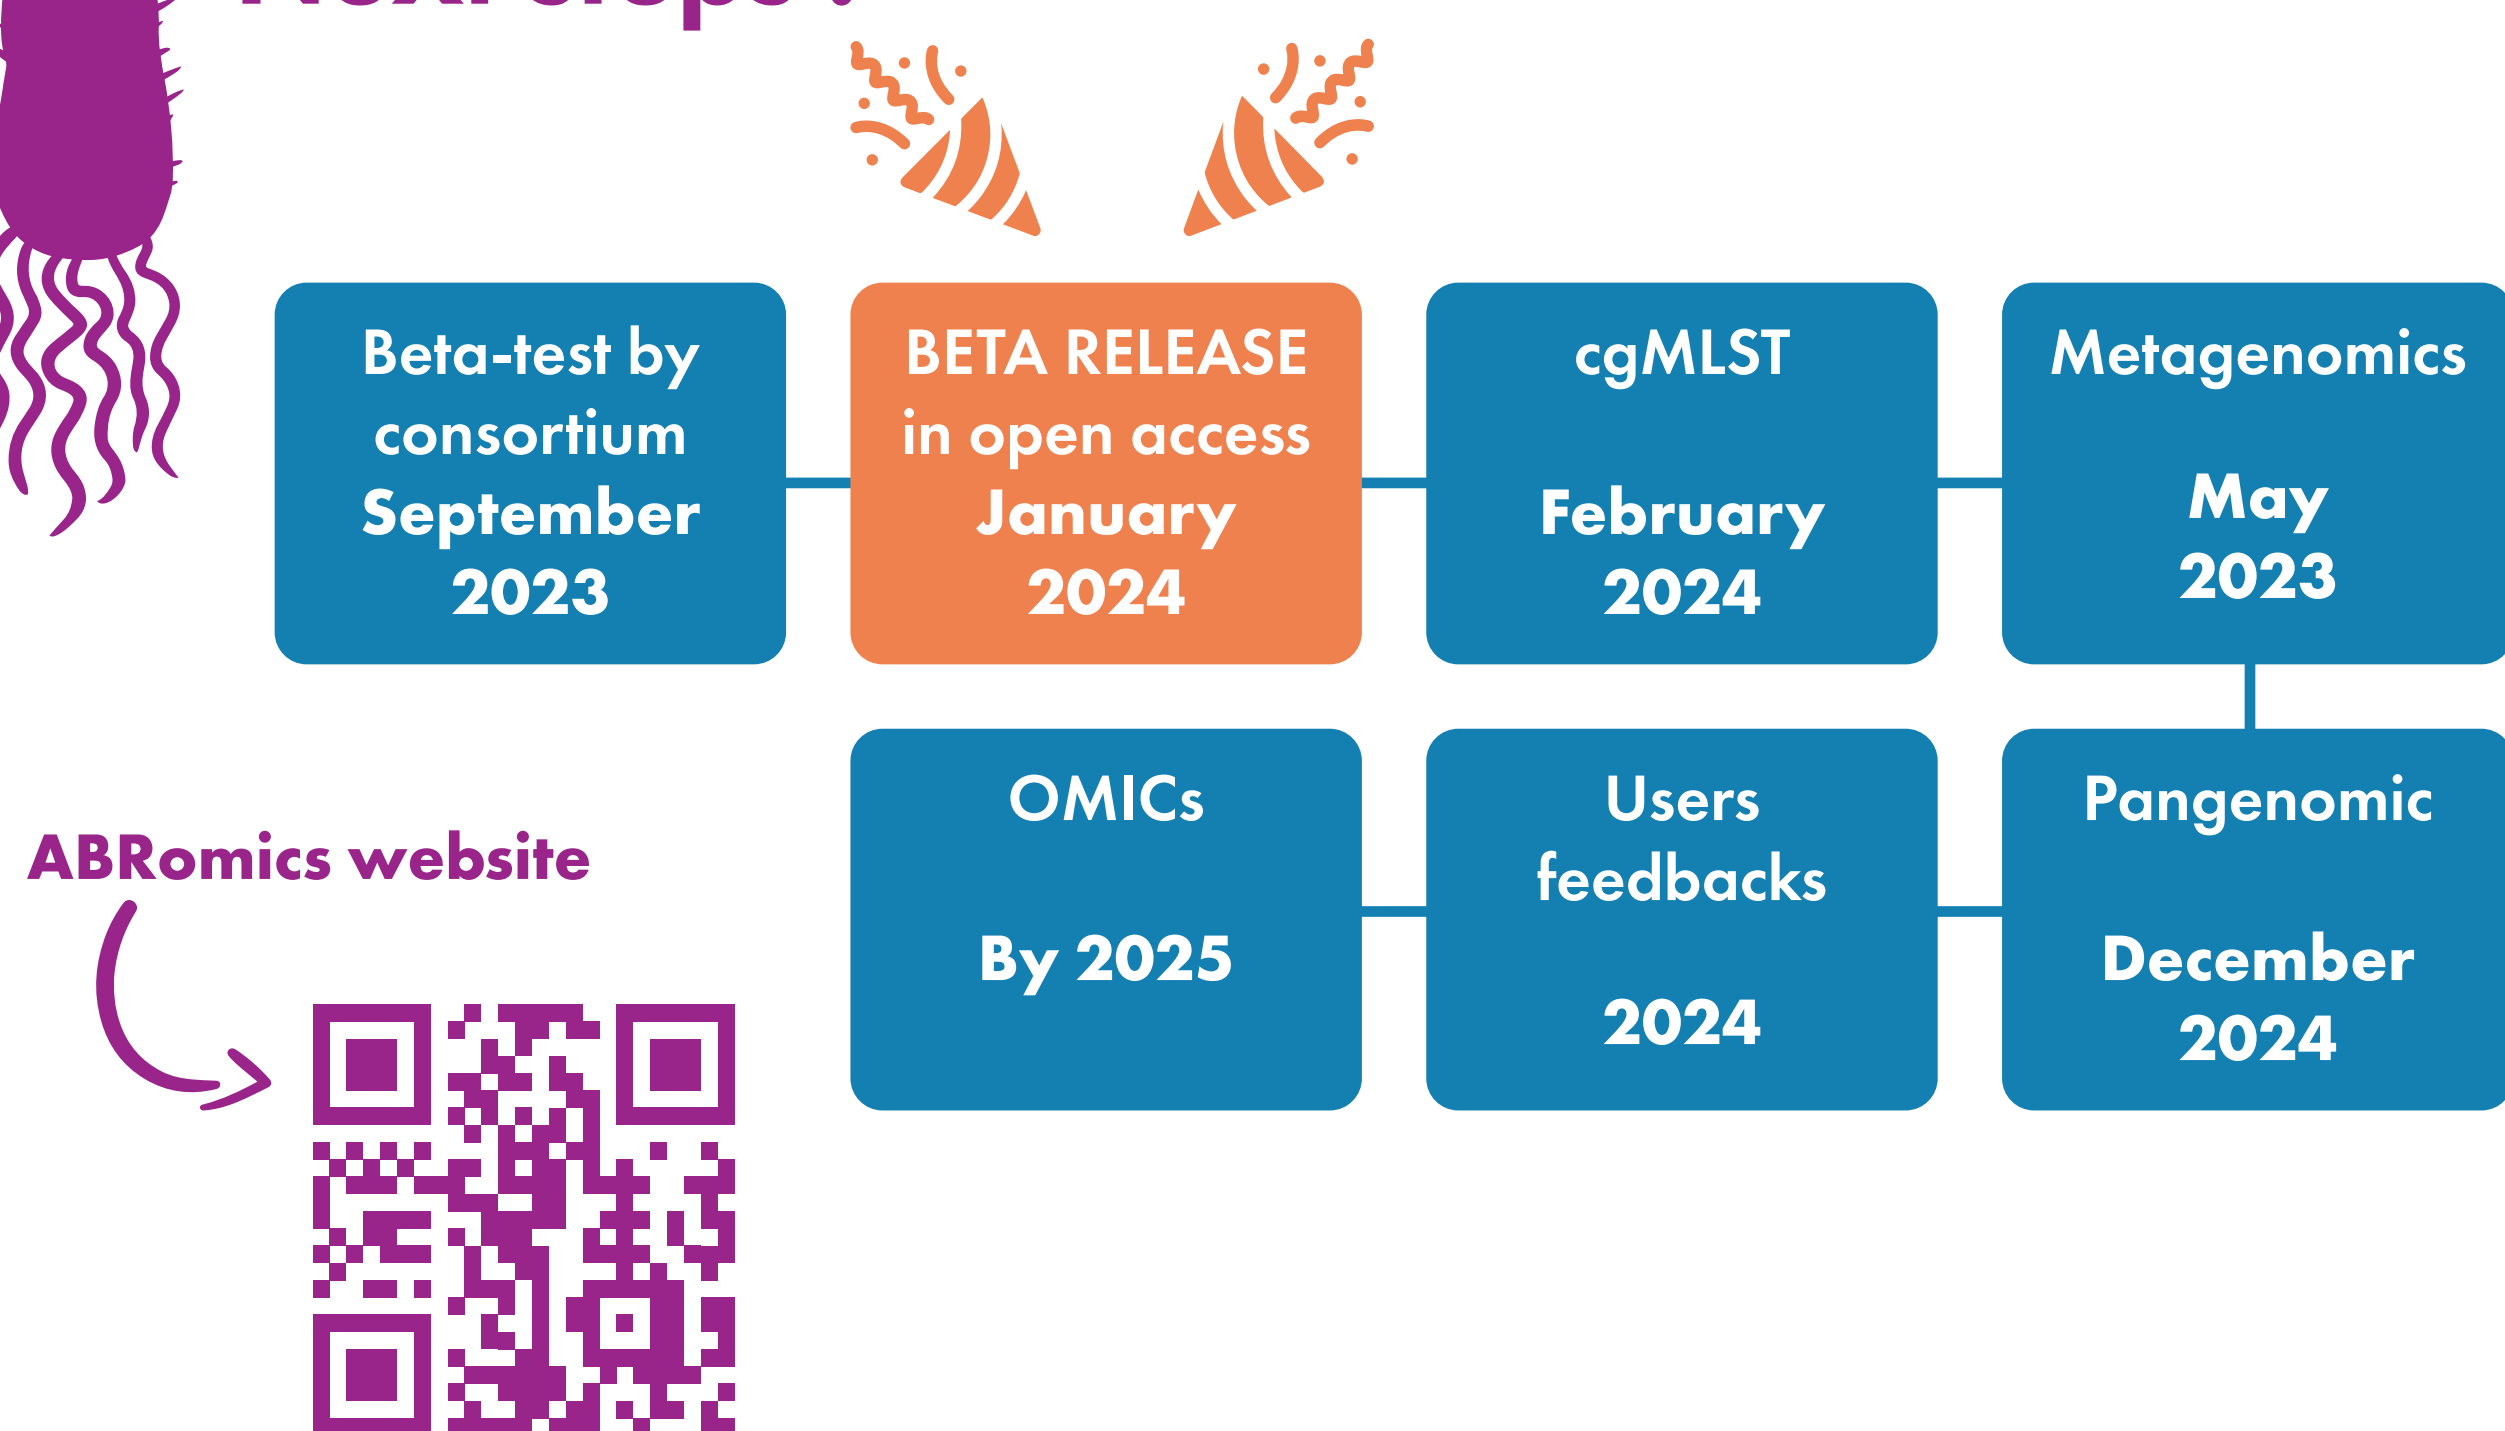 Beta-test by
consortium
September
2023
BETA RELEASE
in open access
January
2024
cgMLST
February
2024
Metagenomics
May
2023
OMICs
By 2025
Users
feedbacks
2024
Pangenomic
December
2024
ABRomics website